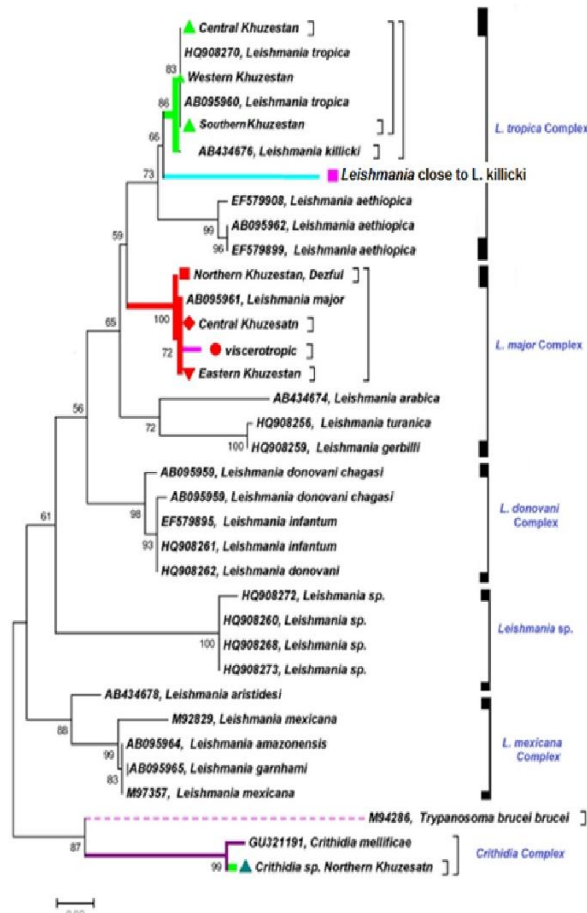 Central Khuzestan
HQ908270, Leishmania tropica
83
Western Khuzestan
86
AB095960, Leishmania tropica
Southern Khuzestan
L. tropica Complex
66
AB434676, Leishmania killicki
73
Leishmania close to L. killicki
EF579908, Leishmania aethiopica
99
AB095962, Leishmania aethiopica
96
EF579899, Leishmania aethiopica
59
Northern Khuzestan, Dezful
AB095961, Leishmania major
100
Central Khuzesatn
65
L. major Complex
72
viscerotropic
Eastern Khuzestan
AB434674, Leishmania arabica
56
72
HQ908256, Leishmania turanica
100
HQ908259, Leishmania gerbilli
AB095959, Leishmania donovani chagasi
AB095959, Leishmania donovani chagasi
98
L. donovani
Complex
61
EF579895, Leishmania infantum
93
HQ908261, Leishmania infantum
HQ908262, Leishmania donovani
HQ908272, Leishmania sp.
HQ908260, Leishmania sp.
100
Leishmania sp.
HQ908268, Leishmania sp.
HQ908273, Leishmania sp.
AB434678, Leishmania aristidesi
88
M92829, Leishmania mexicana
99
AB095964, Leishmania amazonensis
L. mexicana
Complex
83
AB095965, Leishmania garnhami
M97357, Leishmania mexicana
M94286, Trypanosoma brucei brucei
87
GU321191, Crithidia mellificae
Crithidia Complex
99
Crithidia sp. Northern Khuzesatn